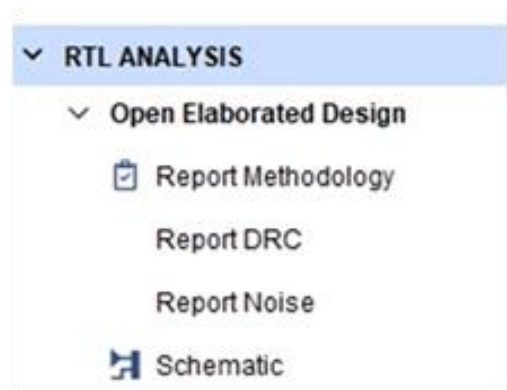 RTL ANALYSIS
Open Elaborated Design
Report Methodology
Report DRC
Report Noise
Schematic